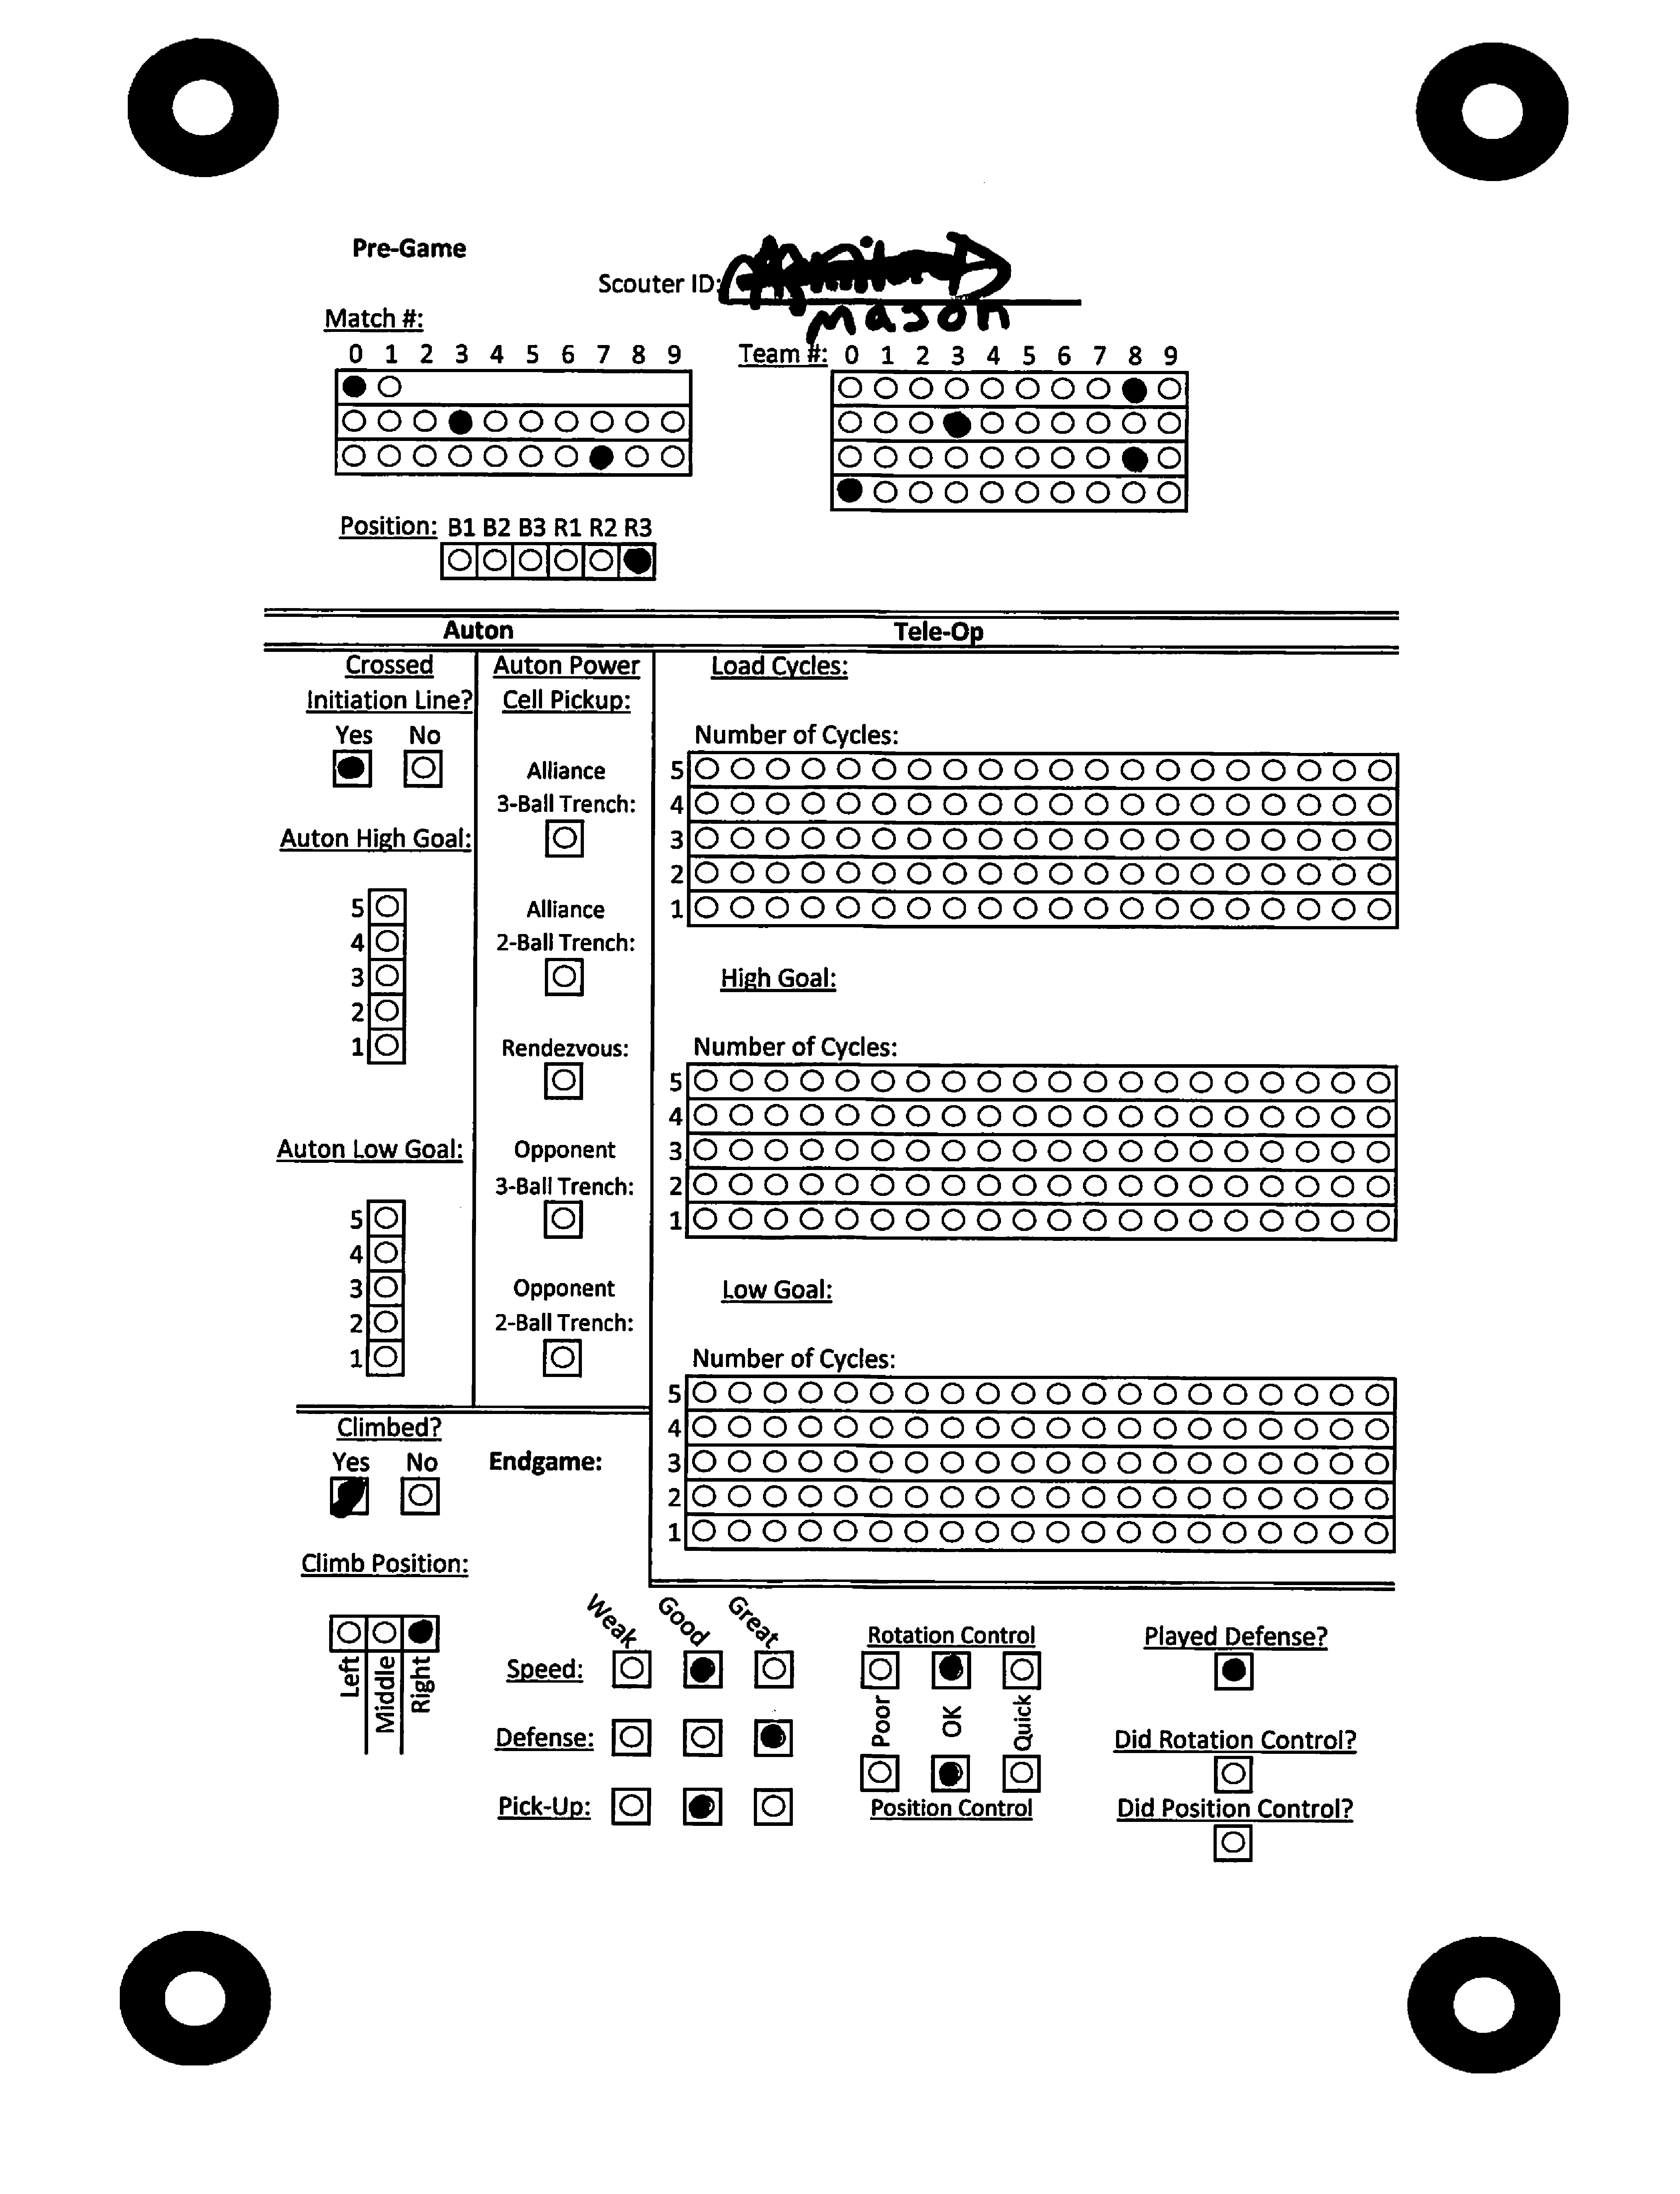 Pre-Game
Scouter ID:
mason
Match #:
0 1 2 3 4 5 6 7 8 9
Team #: 0 1 2 3 4 5 6 7 8 9
Position: B1 B2 B3 R1 R2 R3
Auton
Tele-Op
Crossed
Initiation Line?
Yes No
Auton High Goal:
5
4
3
2
1
Auton Low Goal:
5
4
3
2
1
Auton Power
Cell Pickup:
Alliance
3-Ball Trench:
Alliance
2-Ball Trench:
Rendezvous:
Opponent
3-Ball Trench:
Opponent
2-Ball Trench:
Load Cycles:
Number of Cycles:
5
4
3
2
1
High Goal:
Number of Cycles:
5
4
3
2
1
Low Goal:
Number of Cycles:
5
4
3
2
1
Climbed?
Yes No
Endgame:
Climb Position:
Left
Middle
Right
Weak Good Great
Speed:
Defense:
Pick-Up:
Rotation Control
Poor OK Quick
Position Control
Played Defense?
Did Rotation Control?
Did Position Control?